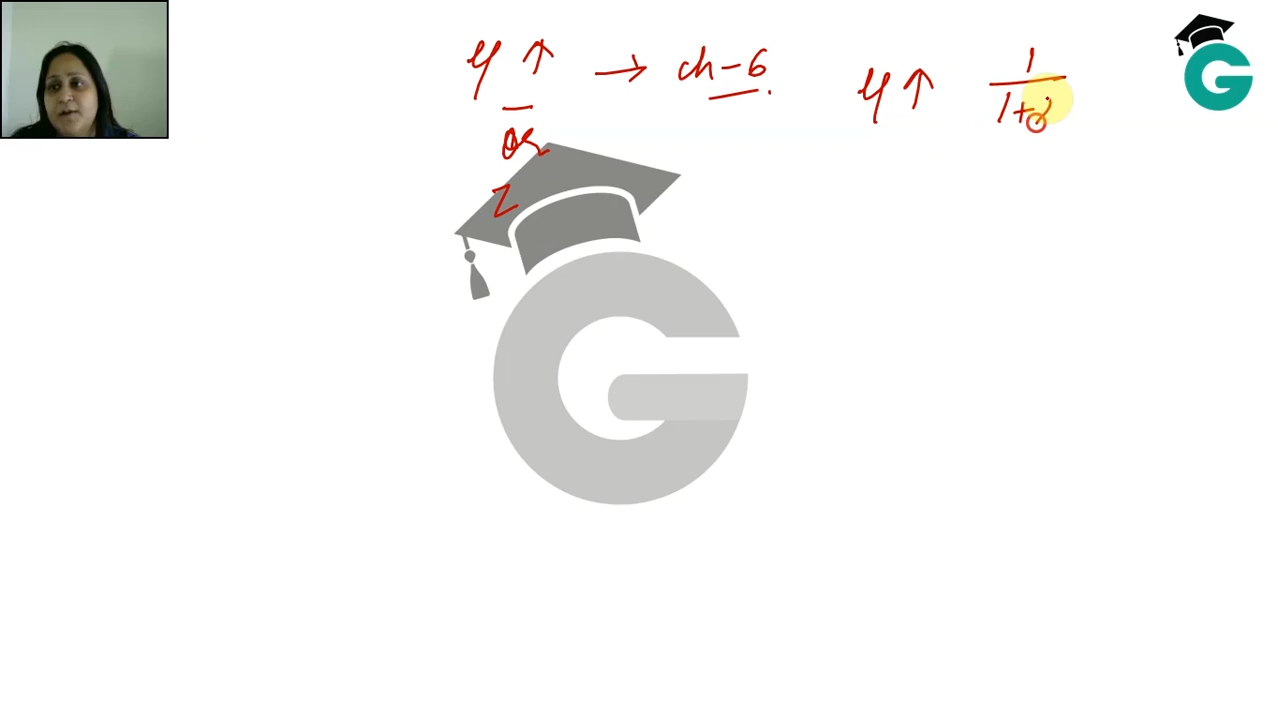 y ↑ → ch-6
or
z
y ↑ 1/1+
G
G